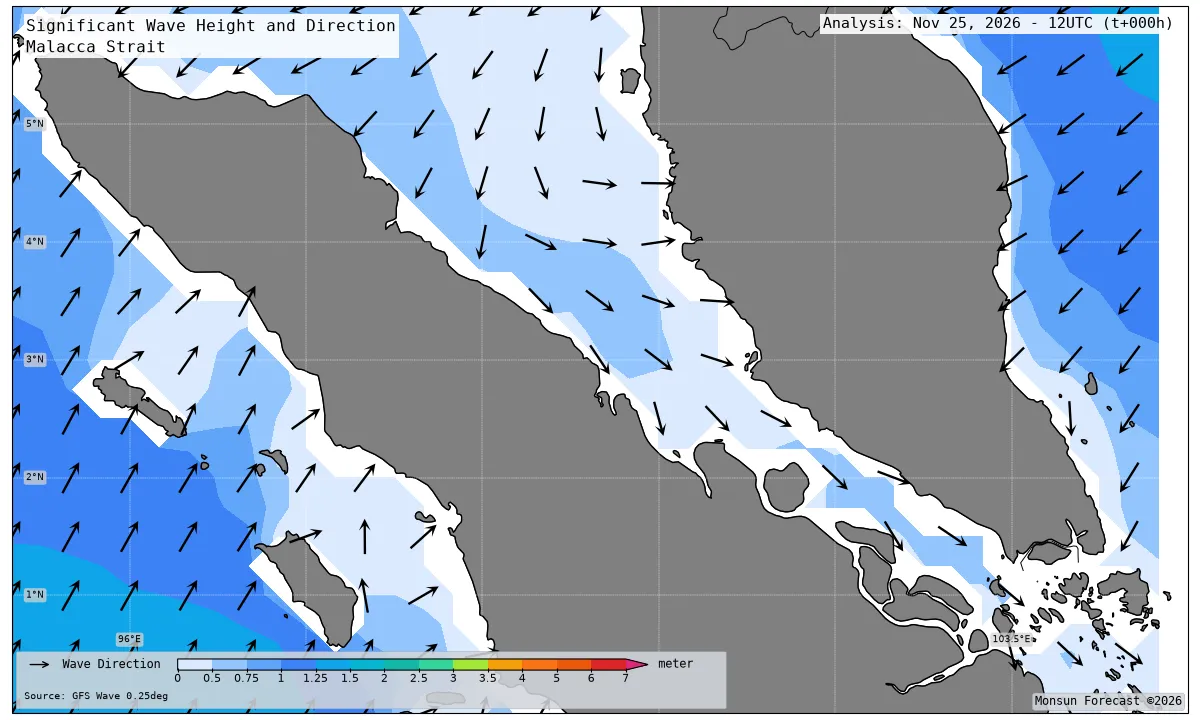 Significant Wave Height and Direction
Malacca Strait
Analysis: Nov 25, 2026 - 12UTC (t+000h)
5°N
4°N
3°N
2°N
1°N
96°E
103.5°E
Wave Direction
meter
0 0.5 0.75 1 1.25 1.5 2 2.5 3 3.5 4 5 6 7
Source: GFS Wave 0.25deg
Monsun Forecast ©2026